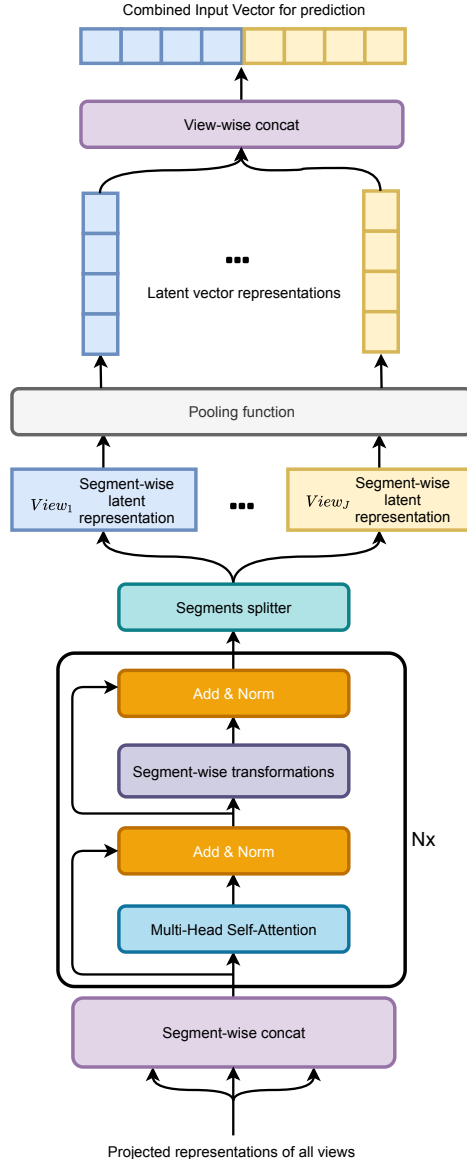 Combined Input Vector for prediction
View-wise concat
Latent vector representations
Pooling function
View₁ Segment-wise
latent
representation
View_J Segment-wise
latent
representation
Segments splitter
Add & Norm
Segment-wise transformations
Add & Norm
Nx
Multi-Head Self-Attention
Segment-wise concat
Projected representations of all views